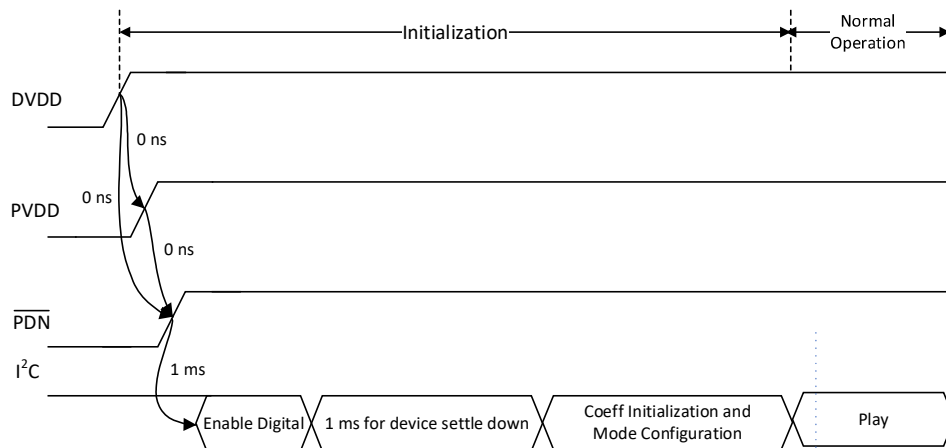 Initialization
Normal
Operation
DVDD
0 ns
0 ns
PVDD
0 ns
P̅D̅N̅
I²C
1 ms
Enable Digital
1 ms for device settle down
Coeff Initialization and
Mode Configuration
Play